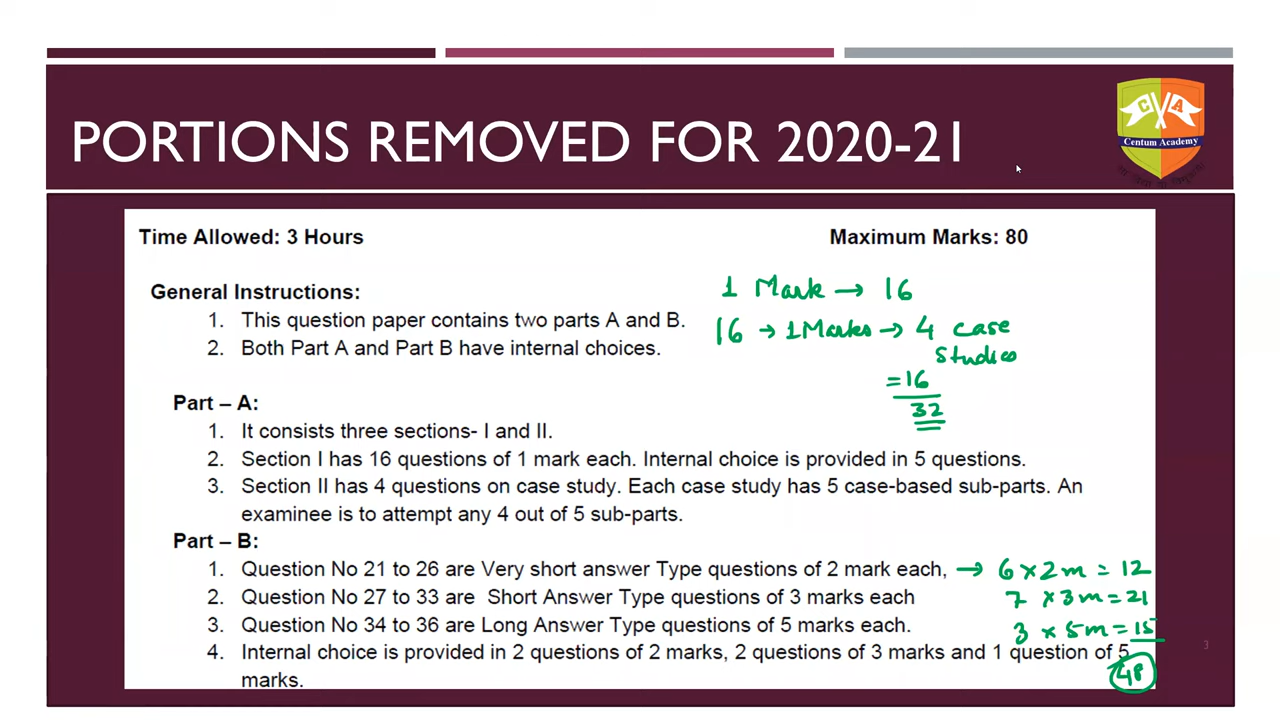 PORTIONS REMOVED FOR 2020-21
C A
Centum Academy
Time Allowed: 3 Hours Maximum Marks: 80
1 Mark → 16
General Instructions:
1. This question paper contains two parts A and B.
16 → 1 Marks → 4 Case Studies
2. Both Part A and Part B have internal choices.
= 16
32
Part – A:
1. It consists three sections- I and II.
2. Section I has 16 questions of 1 mark each. Internal choice is provided in 5 questions.
3. Section II has 4 questions on case study. Each case study has 5 case-based sub-parts. An
examinee is to attempt any 4 out of 5 sub-parts.
Part – B:
1. Question No 21 to 26 are Very short answer Type questions of 2 mark each, → 6 × 2m = 12
2. Question No 27 to 33 are Short Answer Type questions of 3 marks each 7 × 3m = 21
3. Question No 34 to 36 are Long Answer Type questions of 5 marks each. 3 × 5m = 15
4. Internal choice is provided in 2 questions of 2 marks, 2 questions of 3 marks and 1 question of 5
marks. 48
3